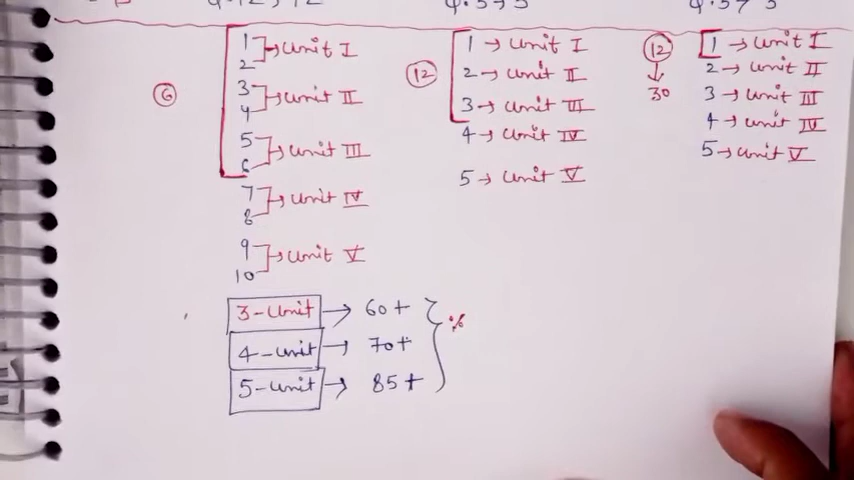 1 → Unit I
2
3 → Unit II
4
5 → Unit III
6
7 → Unit IV
8
9 → Unit V
10
6
1 → Unit I
2 → Unit II
3 → Unit III
4 → Unit IV
5 → Unit V
12
12
↓
30
1 → Unit I
2 → Unit II
3 → Unit III
4 → Unit IV
5 → Unit V
3-Unit → 60+
4-Unit → 70+
5-Unit → 85+
%